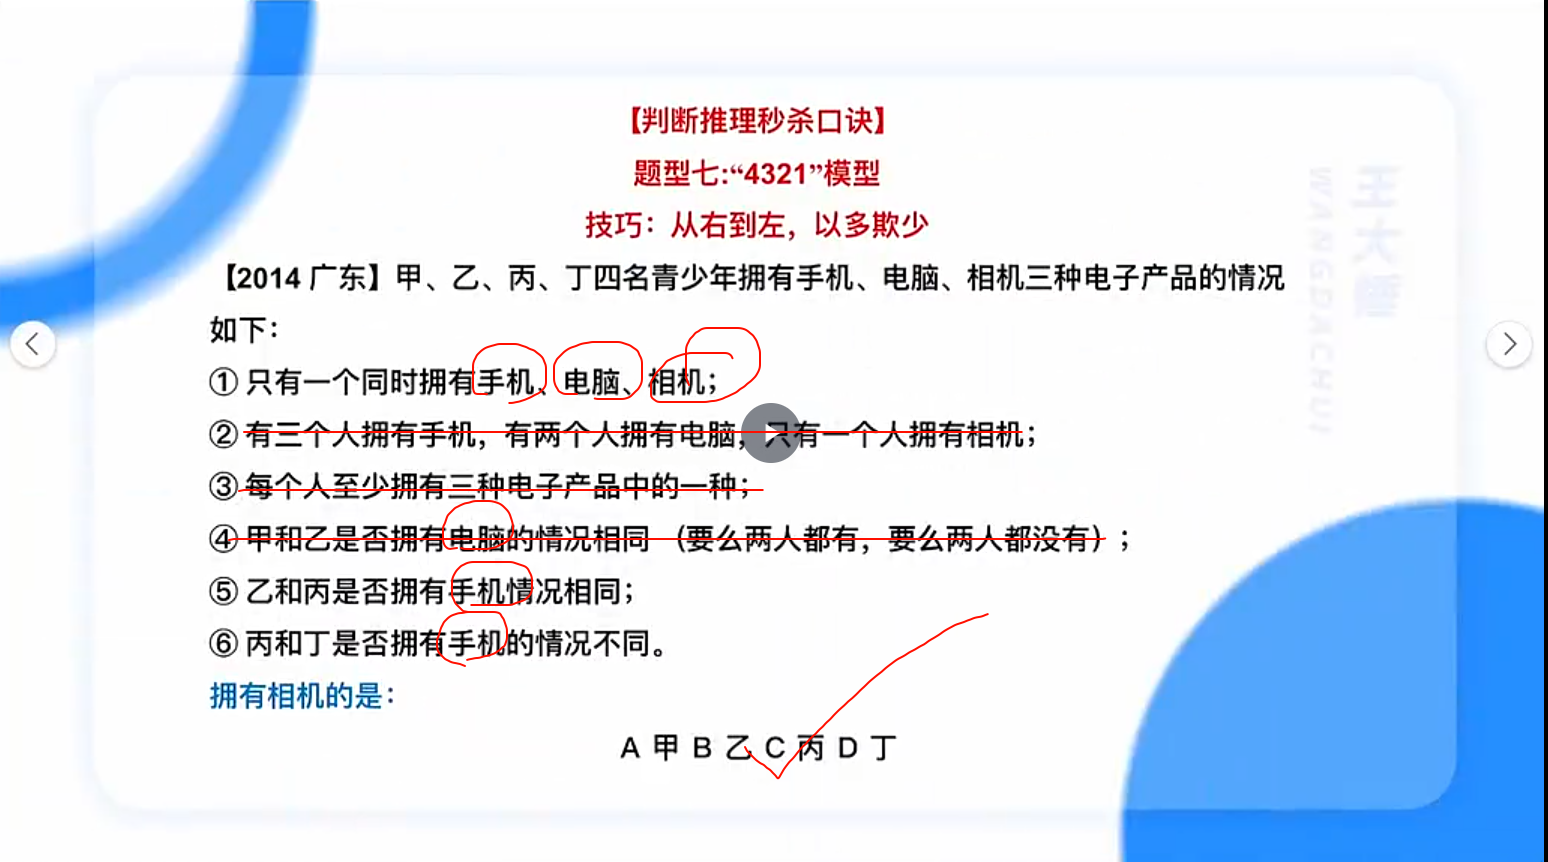 【判断推理秒杀口诀】
题型七:“4321”模型
技巧：从右到左，以多欺少
【2014 广东】甲、乙、丙、丁四名青少年拥有手机、电脑、相机三种电子产品的情况
如下：
① 只有一个同时拥有手机、电脑、相机；
② 有三个人拥有手机，有两个人拥有电脑，只有一个人拥有相机；
③ 每个人至少拥有三种电子产品中的一种；
④ 甲和乙是否拥有电脑的情况相同 （要么两人都有，要么两人都没有）；
⑤ 乙和丙是否拥有手机情况相同；
⑥ 丙和丁是否拥有手机的情况不同。
拥有相机的是：
A 甲 B 乙 C 丙 D 丁
WANGDACHUI